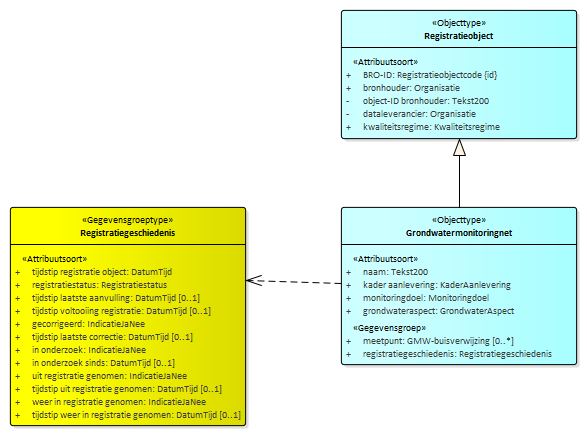 «Objecttype»
Registratieobject
«Attribuutsoort»
+ BRO-ID: Registratieobjectcode {id}
+ bronhouder: Organisatie
- object-ID bronhouder: Tekst200
- dataleverancier: Organisatie
+ kwaliteitsregime: Kwaliteitsregime
«Gegevensgroeptype»
Registratiegeschiedenis
«Attribuutsoort»
+ tijdstip registratie object: DatumTijd
+ registratiestatus: Registratiestatus
+ tijdstip laatste aanvulling: DatumTijd [0..1]
+ tijdstip voltooiing registratie: DatumTijd [0..1]
+ gecorrigeerd: IndicatieJaNee
+ tijdstip laatste correctie: DatumTijd [0..1]
+ in onderzoek: IndicatieJaNee
+ in onderzoek sinds: DatumTijd [0..1]
+ uit registratie genomen: IndicatieJaNee
+ tijdstip uit registratie genomen: DatumTijd [0..1]
+ weer in registratie genomen: IndicatieJaNee
+ tijdstip weer in registratie genomen: DatumTijd [0..1]
«Objecttype»
Grondwatermonitoringnet
«Attribuutsoort»
+ naam: Tekst200
+ kader aanlevering: KaderAanlevering
+ monitoringdoel: Monitoringdoel
+ grondwateraspect: GrondwaterAspect
«Gegevensgroep»
+ meetpunt: GMW-buisverwijzing [0..*]
+ registratiegeschiedenis: Registratiegeschiedenis